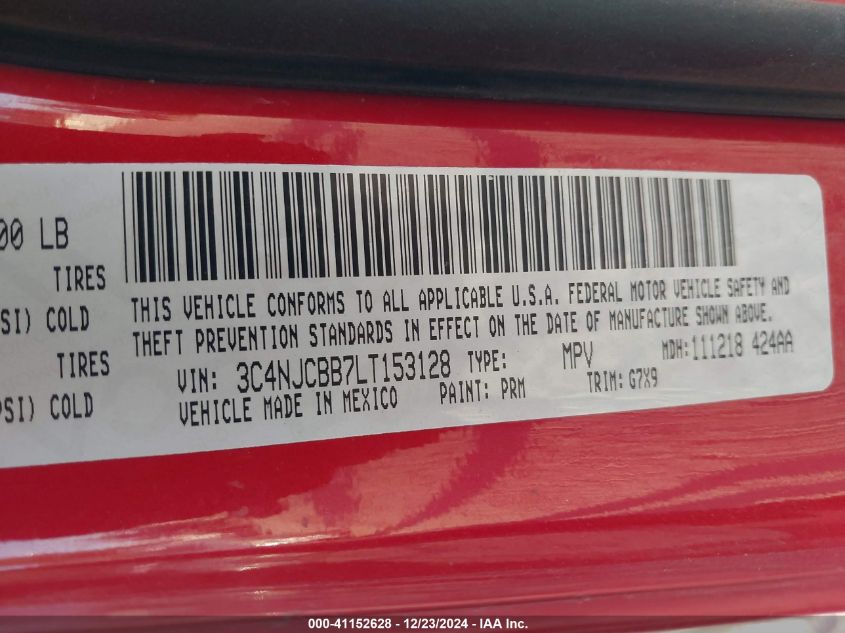 00 LB
TIRES
SI) COLD
TIRES
PSI) COLD
THIS VEHICLE CONFORMS TO ALL APPLICABLE U.S.A. FEDERAL MOTOR VEHICLE SAFETY AND
THEFT PREVENTION STANDARDS IN EFFECT ON THE DATE OF MANUFACTURE SHOWN ABOVE.
VIN: 3C4NJCBB7LT153128 TYPE: MPV MDH:111218 424AA
VEHICLE MADE IN MEXICO PAINT: PRM TRIM: G7X9
000-41152628 - 12/23/2024 - IAA Inc.